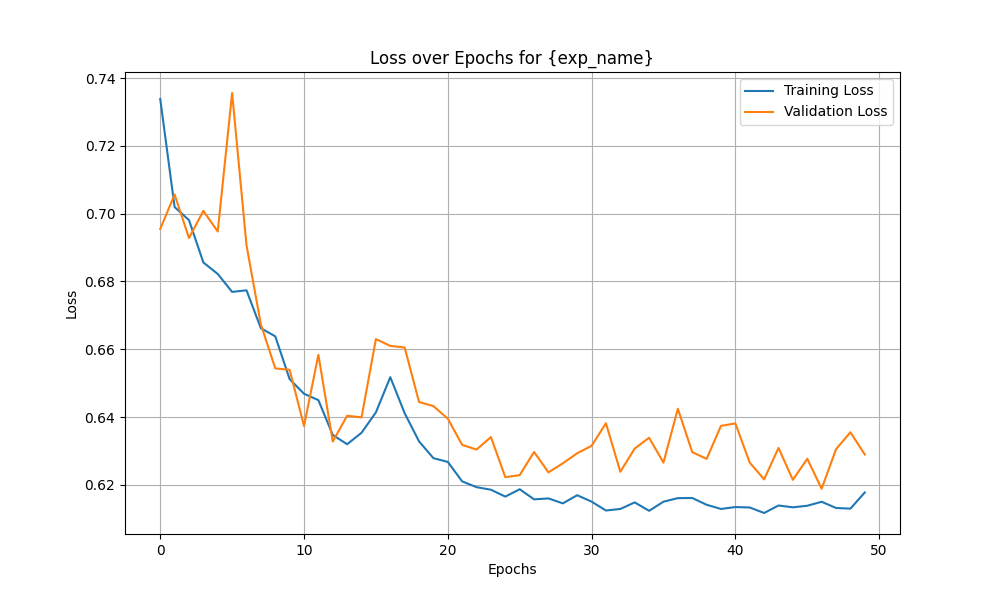 Loss over Epochs for {exp_name}
Training Loss
Validation Loss
0.74
0.72
0.70
0.68
0.66
0.64
0.62
Loss
0 10 20 30 40 50
Epochs